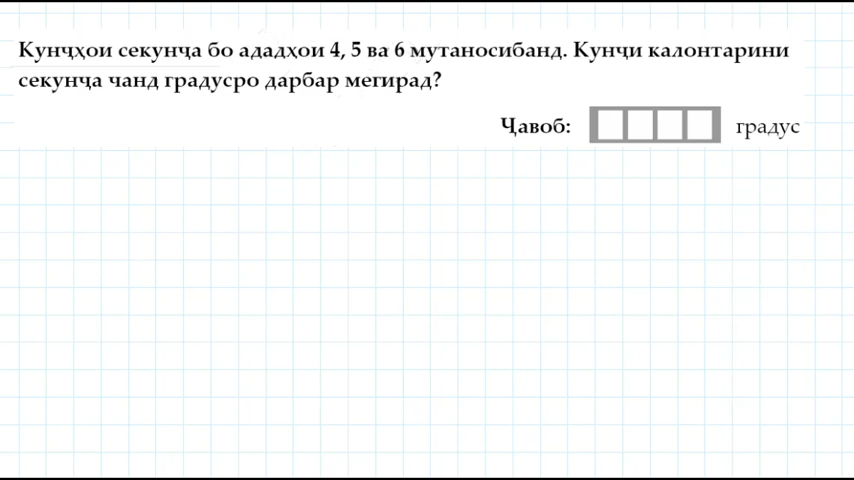 Кунҷҳои секунҷа бо ададҳои 4, 5 ва 6 мутаносибанд. Кунҷи калонтарини
секунҷа чанд градусро дарбар мегирад?
Ҷавоб: градус